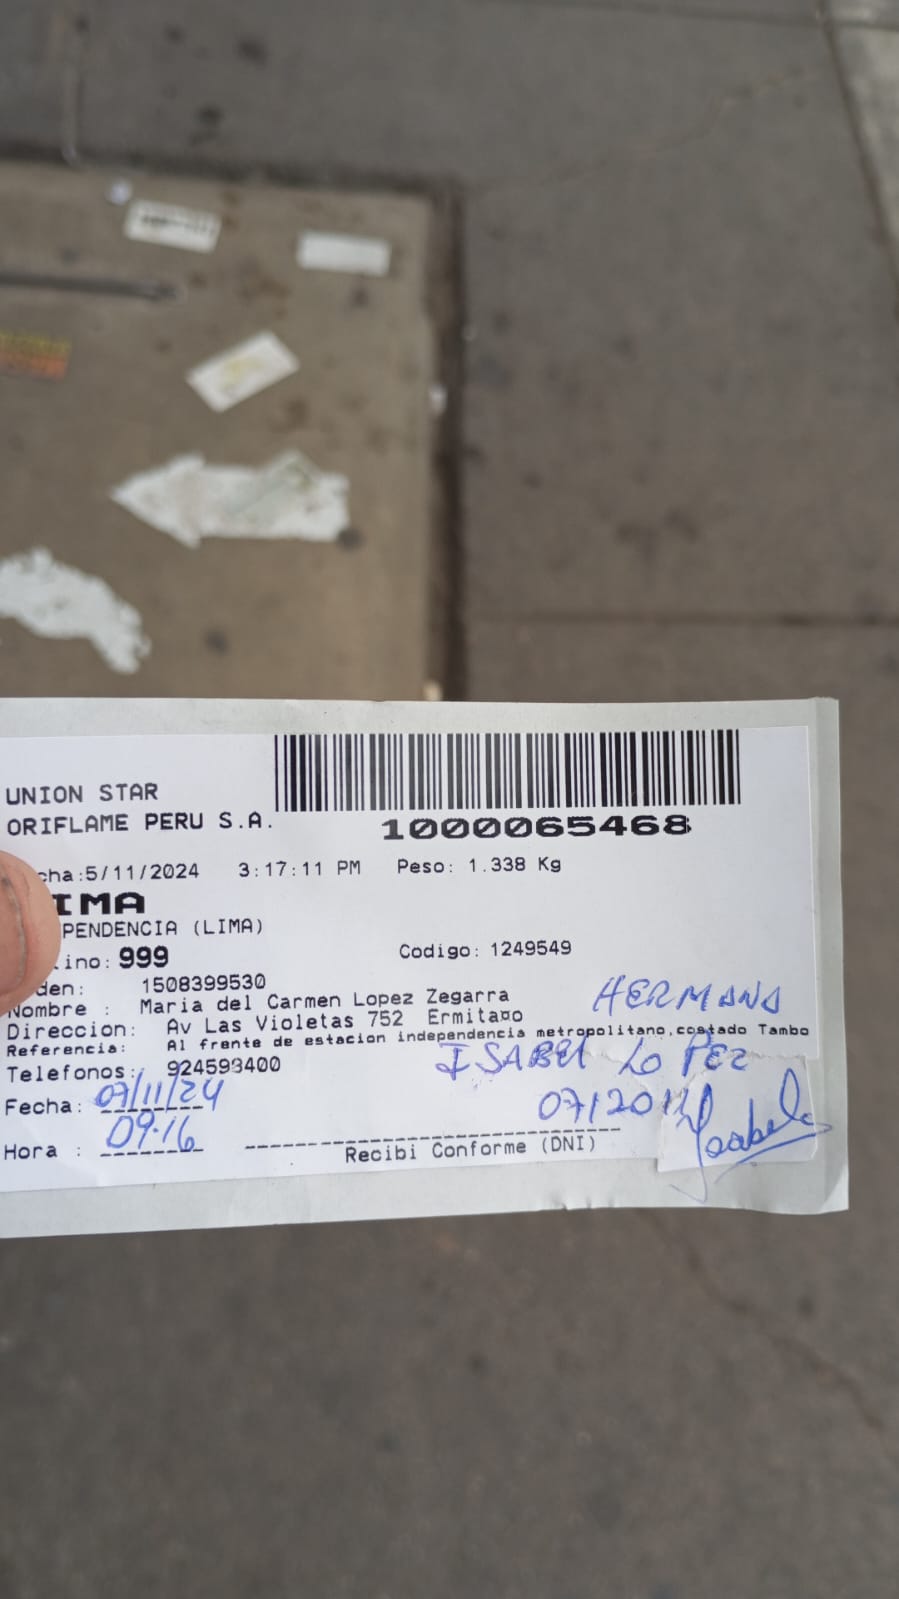 UNION STAR
ORIFLAME PERU S.A.
1000065468
cha:5/11/2024 3:17:11 PM Peso: 1.338 Kg
IMA
PENDENCIA (LIMA)
ino: 999 Codigo: 1249549
den: 1508399530
Nombre : Maria del Carmen Lopez Zegarra HERMANA
Direccion: Av Las Violetas 752 Ermitaño
Referencia: Al frente de estacion independencia metropolitano,costado Tambo
Telefonos: 924593400 ISABEL LOPEZ
Fecha: 07/11/24
Hora : 09:16
Recibi Conforme (DNI)
Isabel